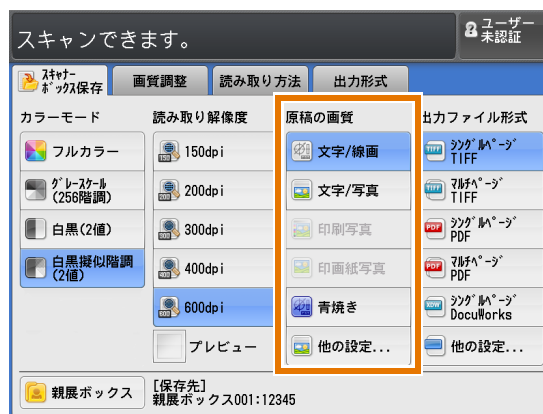 スキャンできます。
ユーザー
未認証
スキャナー
ボックス保存
画質調整
読み取り方法
出力形式
カラーモード
フルカラー
グレースケール
(256階調)
白黒(2値)
白黒擬似階調
(2値)
読み取り解像度
150dpi
200dpi
300dpi
400dpi
600dpi
プレビュー
原稿の画質
文字/線画
文字/写真
印刷写真
印画紙写真
青焼き
他の設定...
出力ファイル形式
シングルページ
TIFF
マルチページ
TIFF
シングルページ
PDF
マルチページ
PDF
シングルページ
DocuWorks
他の設定...
親展ボックス
【保存先】
親展ボックス001:12345